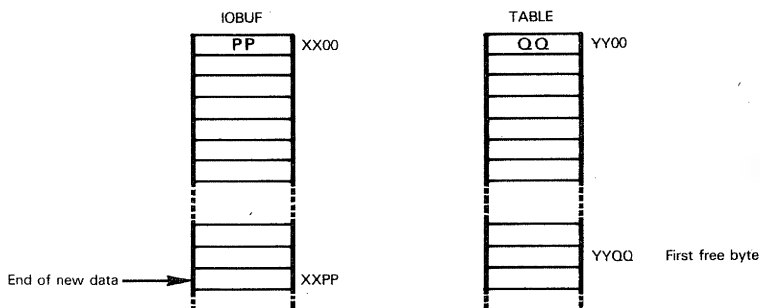 IOBUF TABLE
PP XX00 QQ YY00
YYQQ First free byte
End of new data XXPP